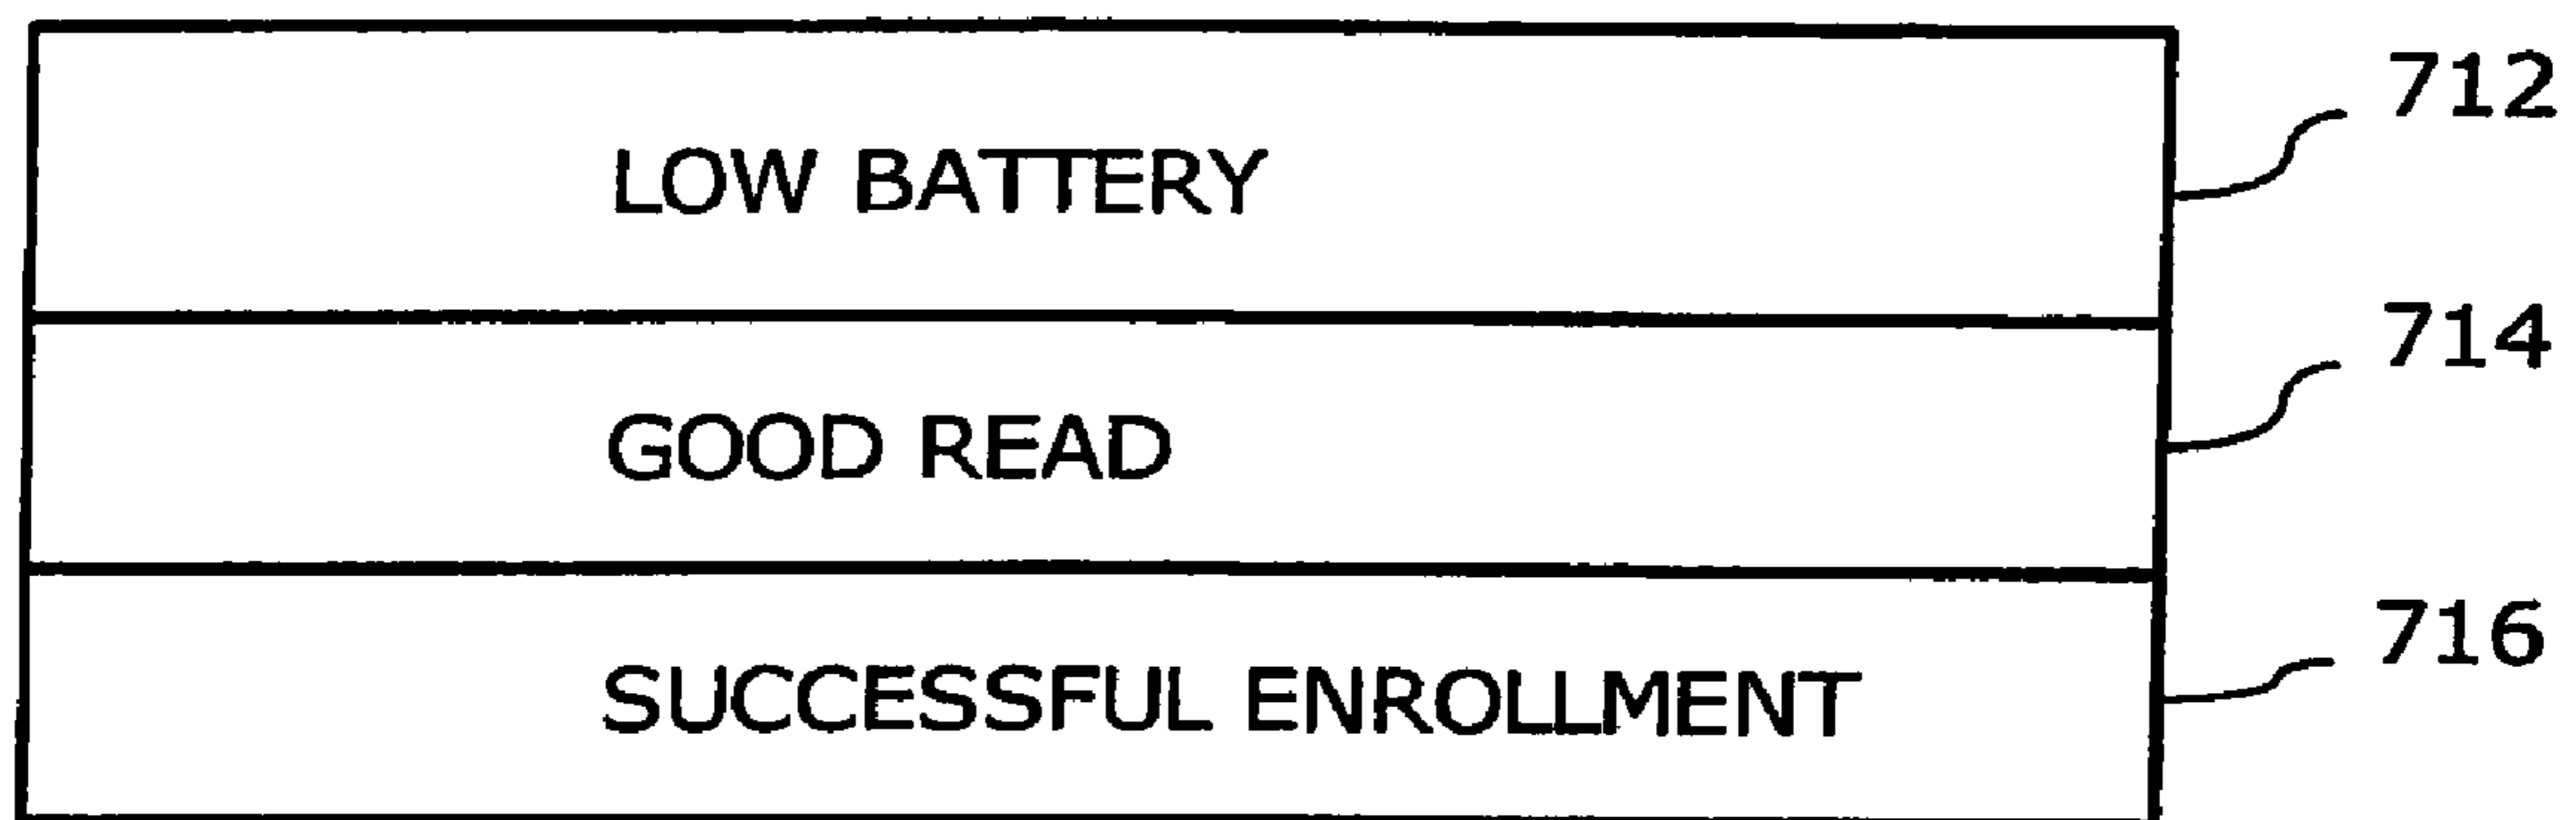 712
LOW BATTERY
714
GOOD READ
716
SUCCESSFUL ENROLLMENT